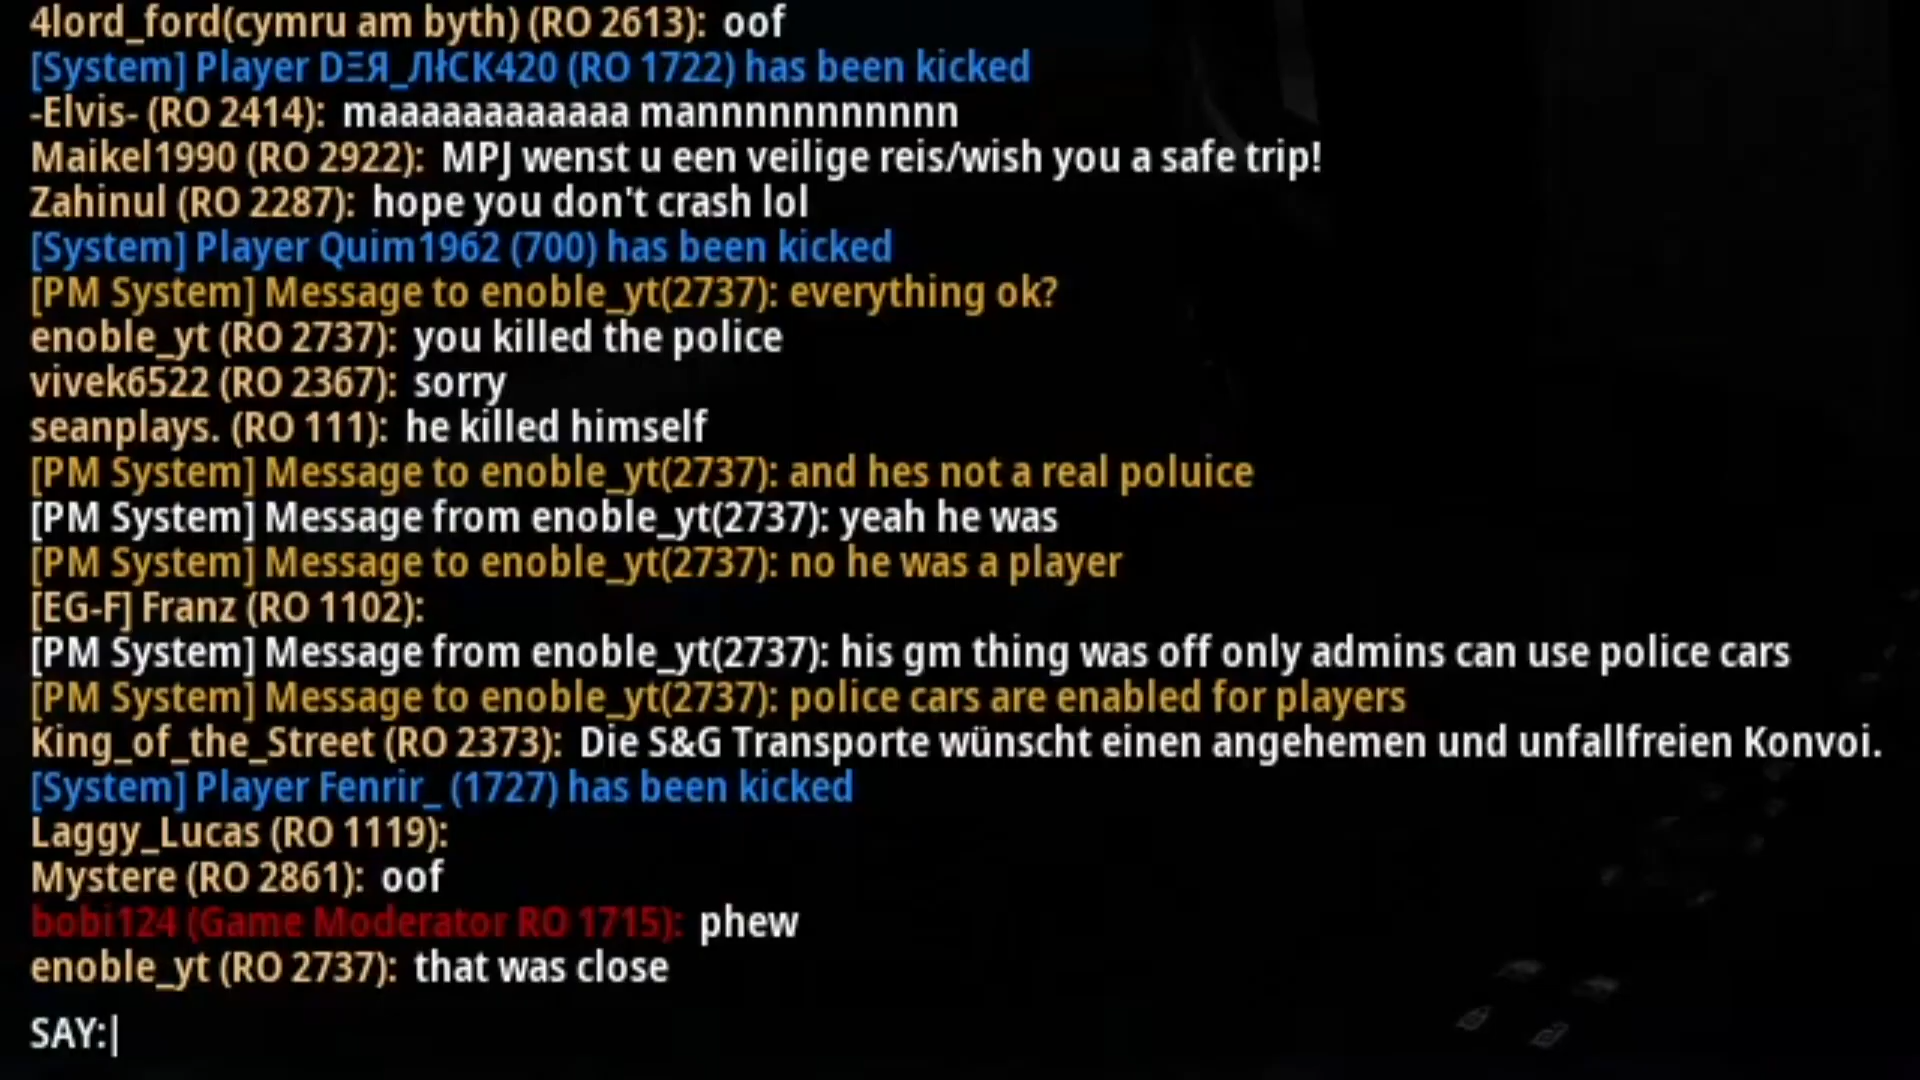 4lord_ford(cymru am byth) (RO 2613): oof
[System] Player DΞЯ_ЛłCK420 (RO 1722) has been kicked
-Elvis- (RO 2414): maaaaaaaaaaaa mannnnnnnnnnn
Maikel1990 (RO 2922): MPJ wenst u een veilige reis/wish you a safe trip!
Zahinul (RO 2287): hope you don't crash lol
[System] Player Quim1962 (700) has been kicked
[PM System] Message to enoble_yt(2737): everything ok?
enoble_yt (RO 2737): you killed the police
vivek6522 (RO 2367): sorry
seanplays. (RO 111): he killed himself
[PM System] Message to enoble_yt(2737): and hes not a real poluice
[PM System] Message from enoble_yt(2737): yeah he was
[PM System] Message to enoble_yt(2737): no he was a player
[EG-F] Franz (RO 1102):
[PM System] Message from enoble_yt(2737): his gm thing was off only admins can use police cars
[PM System] Message to enoble_yt(2737): police cars are enabled for players
King_of_the_Street (RO 2373): Die S&G Transporte wünscht einen angehemen und unfallfreien Konvoi.
[System] Player Fenrir_ (1727) has been kicked
Laggy_Lucas (RO 1119):
Mystere (RO 2861): oof
bobi124 (Game Moderator RO 1715): phew
enoble_yt (RO 2737): that was close
SAY:|